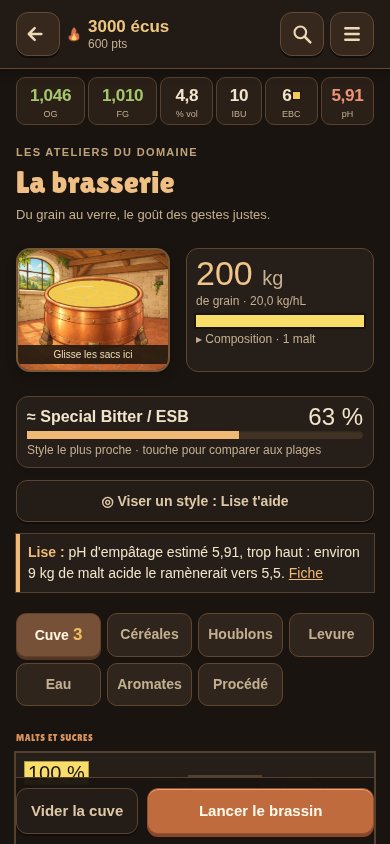 3000 écus
600 pts
1,046
OG
1,010
FG
4,8
% vol
10
IBU
6
EBC
5,91
pH
LES ATELIERS DU DOMAINE
La brasserie
Du grain au verre, le goût des gestes justes.
Glisse les sacs ici
200 kg
de grain · 20,0 kg/hL
▸ Composition · 1 malt
≈ Special Bitter / ESB 63 %
Style le plus proche · touche pour comparer aux plages
◎ Viser un style : Lise t'aide
Lise : pH d'empâtage estimé 5,91, trop haut : environ
9 kg de malt acide le ramènerait vers 5,5. Fiche
Cuve 3 Céréales Houblons Levure
Eau Aromates Procédé
MALTS ET SUCRES
100 %
Vider la cuve Lancer le brassin